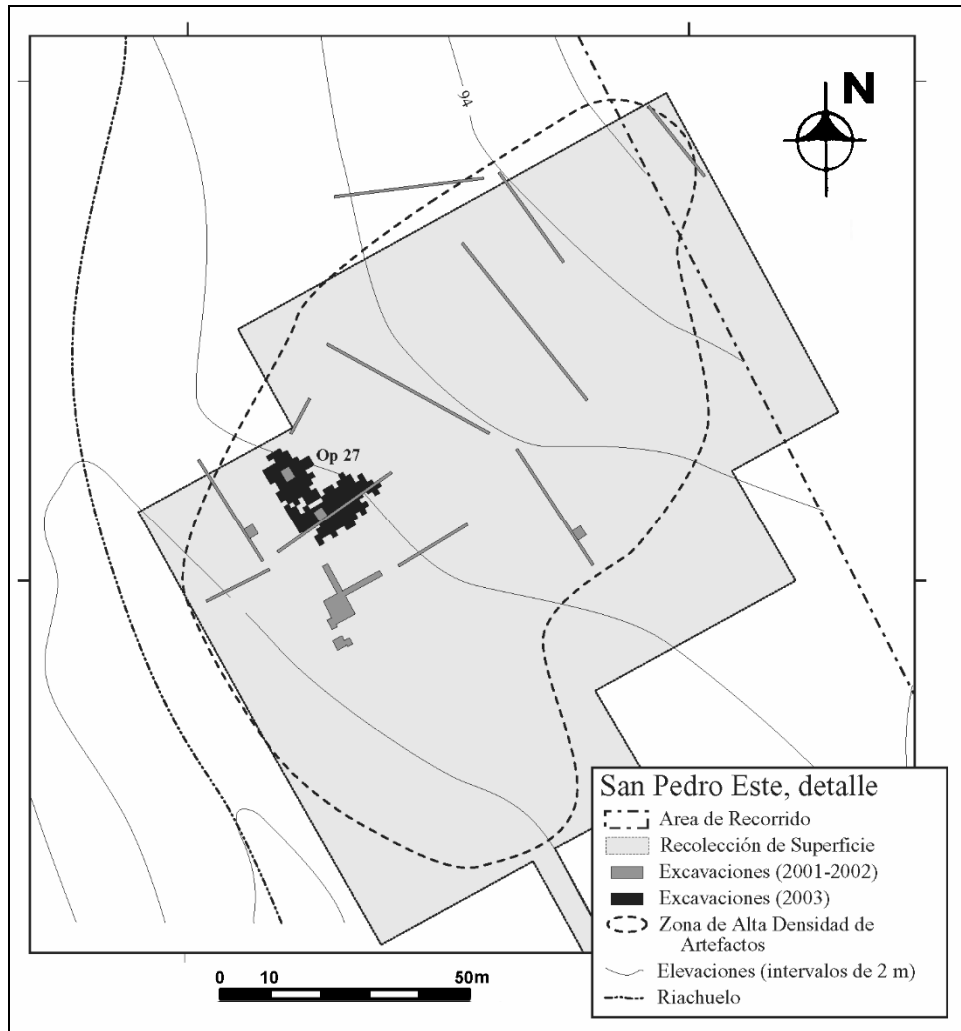 N
94
Op 27
San Pedro Este, detalle
Area de Recorrido
Recolección de Superficie
Excavaciones (2001-2002)
Excavaciones (2003)
Zona de Alta Densidad de
Artefactos
Elevaciones (intervalos de 2 m)
Riachuelo
0 10 50m